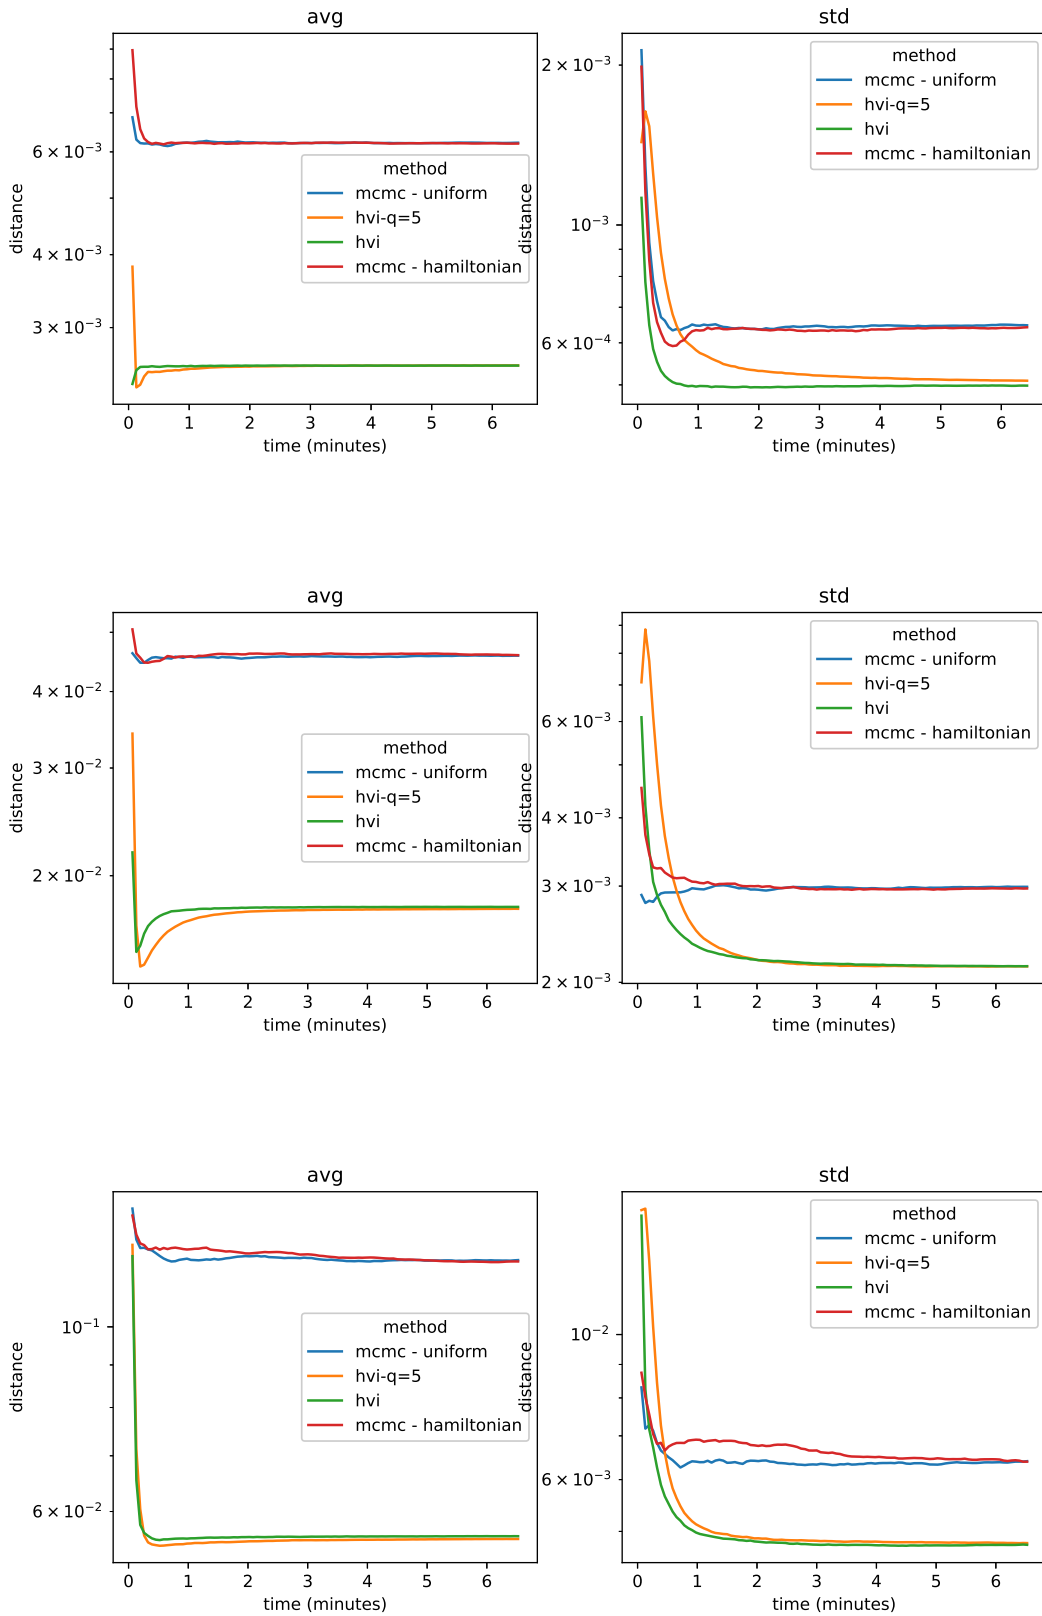 avg
6 × 10⁻³
4 × 10⁻³
3 × 10⁻³
distance
method
mcmc - uniform
hvi-q=5
hvi
mcmc - hamiltonian
0 1 2 3 4 5 6
time (minutes)
std
2 × 10⁻³
10⁻³
6 × 10⁻⁴
distance
method
mcmc - uniform
hvi-q=5
hvi
mcmc - hamiltonian
0 1 2 3 4 5 6
time (minutes)
avg
4 × 10⁻²
3 × 10⁻²
2 × 10⁻²
distance
method
mcmc - uniform
hvi-q=5
hvi
mcmc - hamiltonian
0 1 2 3 4 5 6
time (minutes)
std
6 × 10⁻³
4 × 10⁻³
3 × 10⁻³
2 × 10⁻³
distance
method
mcmc - uniform
hvi-q=5
hvi
mcmc - hamiltonian
0 1 2 3 4 5 6
time (minutes)
avg
10⁻¹
6 × 10⁻²
distance
method
mcmc - uniform
hvi-q=5
hvi
mcmc - hamiltonian
0 1 2 3 4 5 6
time (minutes)
std
10⁻²
6 × 10⁻³
distance
method
mcmc - uniform
hvi-q=5
hvi
mcmc - hamiltonian
0 1 2 3 4 5 6
time (minutes)